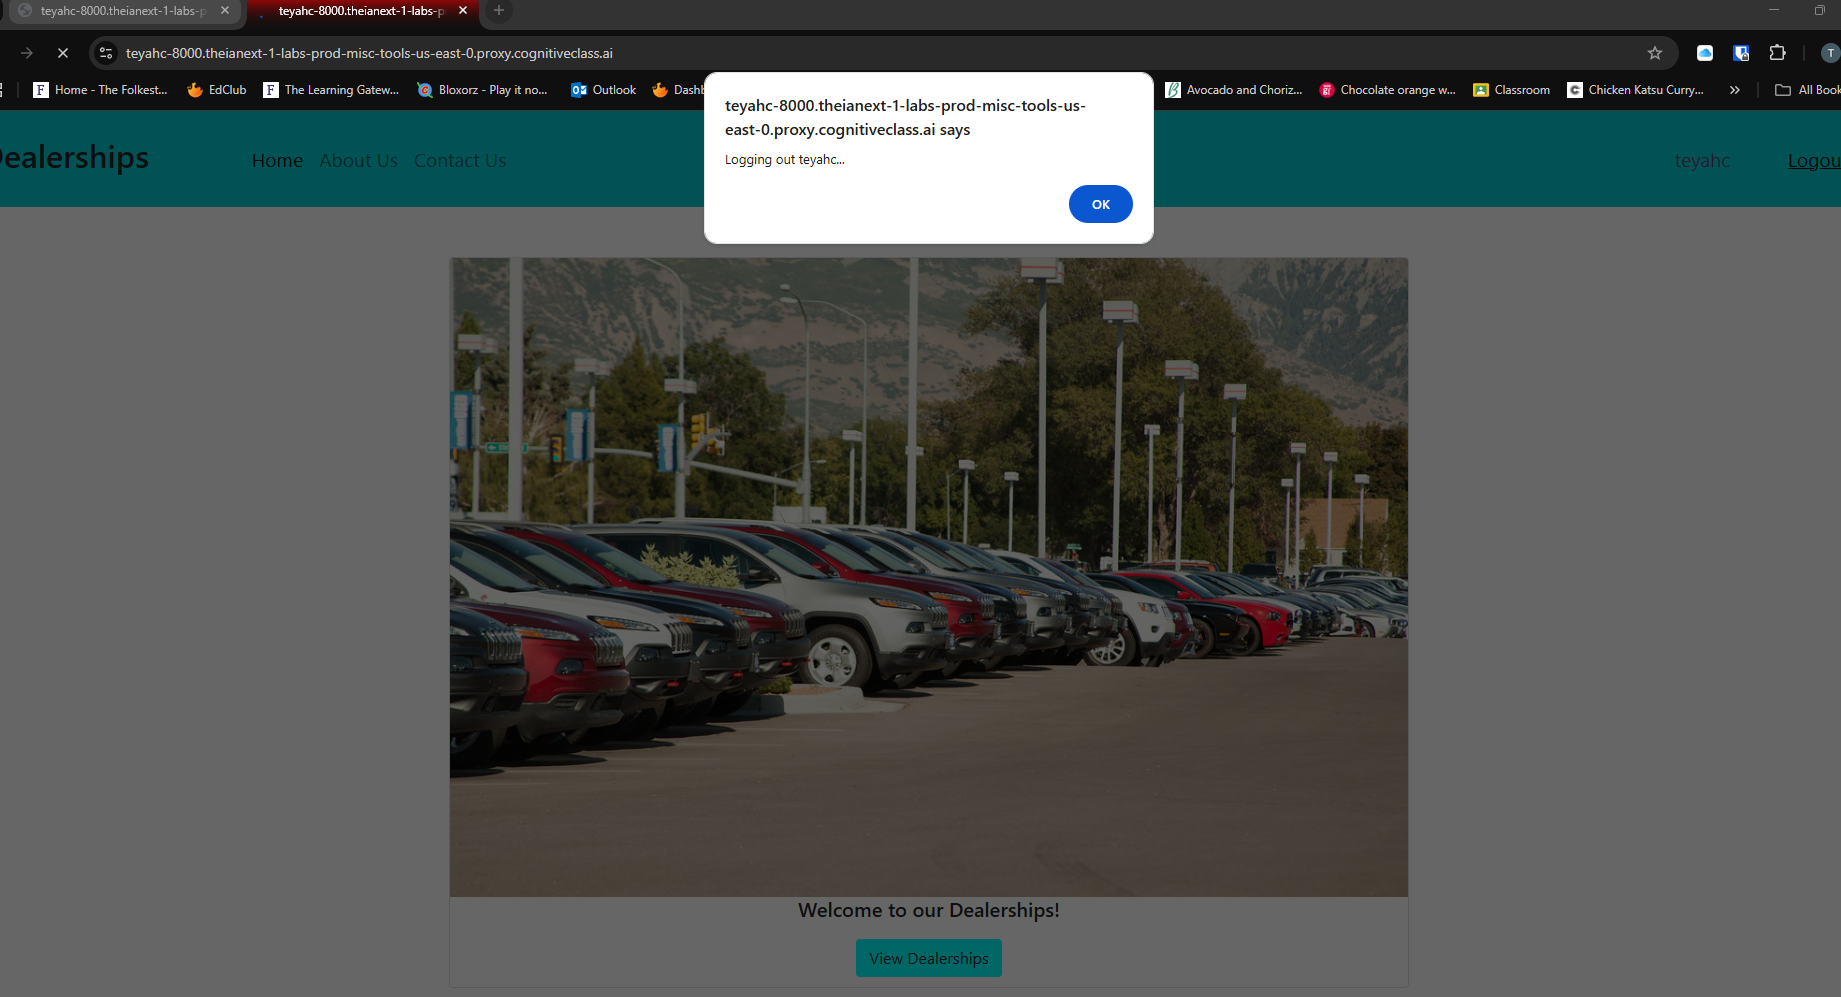 teyahc-8000.theianext-1-labs-p
teyahc-8000.theianext-1-labs-p
teyahc-8000.theianext-1-labs-prod-misc-tools-us-east-0.proxy.cognitiveclass.ai
T
Home - The Folkest...
EdClub
The Learning Gatew...
Bloxorz - Play it no...
Outlook
Dashb
Avocado and Choriz...
Chocolate orange w...
Classroom
Chicken Katsu Curry...
All Book
teyahc-8000.theianext-1-labs-prod-misc-tools-us-
east-0.proxy.cognitiveclass.ai says
Logging out teyahc...
OK
ealerships
Home
About Us
Contact Us
teyahc
Logou
Welcome to our Dealerships!
View Dealerships